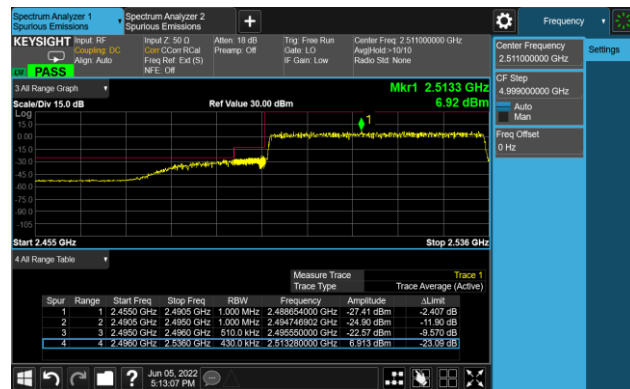 Spectrum Analyzer 1
Spurious Emissions
Spectrum Analyzer 2
Spurious Emissions
+
Frequency
KEYSIGHT
Input: RF
Coupling: DC
Align: Auto
Input Z: 50 Ω
Corr CCorr RCal
Freq Ref: Ext (S)
NFE: Off
Atten: 18 dB
Preamp: Off
Trig: Free Run
Gate: LO
IF Gain: Low
Center Freq: 2.511000000 GHz
Avg|Hold:>10/10
Radio Std: None
PASS
Center Frequency
2.511000000 GHz
Settings
CF Step
4.999000000 GHz
Auto
Man
Freq Offset
0 Hz
3 All Range Graph
Mkr1 2.5133 GHz
Scale/Div 15.0 dB
Ref Value 30.00 dBm
6.92 dBm
Log
15.0
0.00
-15.0
-30.0
-45.0
-60.0
-75.0
-90.0
-105
1
Start 2.455 GHz
Stop 2.536 GHz
4 All Range Table
Measure Trace Trace 1
Trace Type Trace Average (Active)
Spur Range Start Freq Stop Freq RBW Frequency Amplitude ΔLimit
1 1 2.4550 GHz 2.4905 GHz 1.000 MHz 2.488654000 GHz -27.41 dBm -2.407 dB
2 2 2.4905 GHz 2.4950 GHz 1.000 MHz 2.494746902 GHz -24.90 dBm -11.90 dB
3 3 2.4950 GHz 2.4960 GHz 510.0 kHz 2.495550000 GHz -22.57 dBm -9.570 dB
4 4 2.4960 GHz 2.5360 GHz 430.0 kHz 2.513280000 GHz 6.913 dBm -23.09 dB
?
Jun 05, 2022
5:13:07 PM